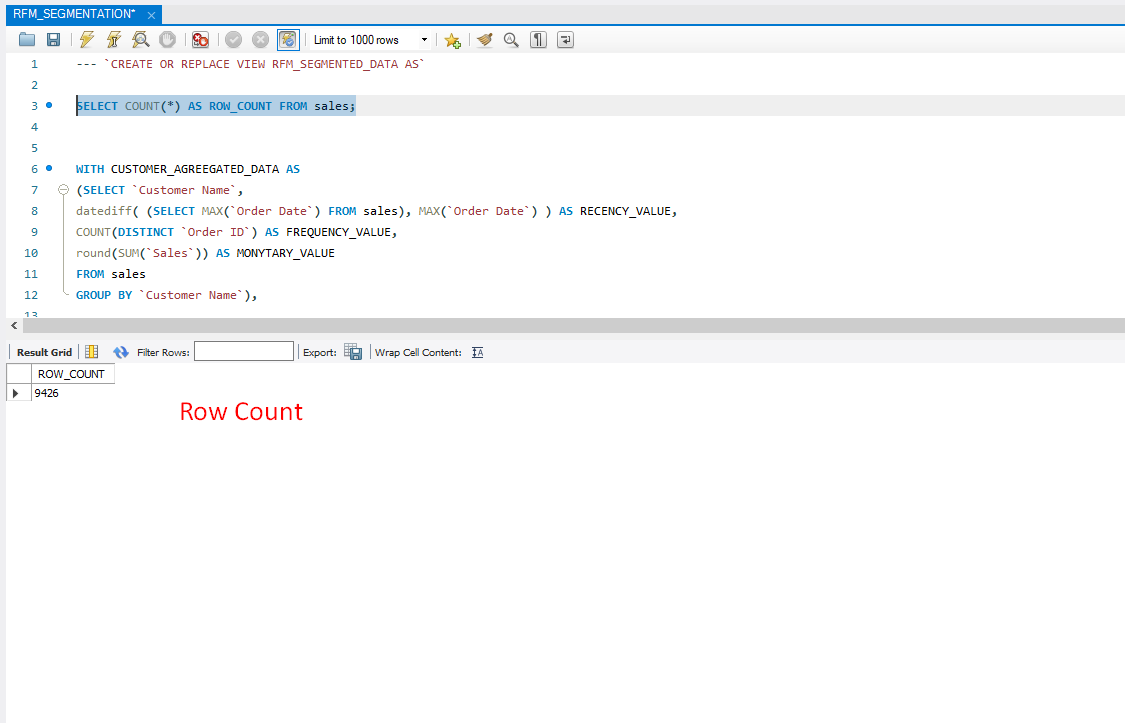 RFM_SEGMENTATION*
Limit to 1000 rows
1 --- `CREATE OR REPLACE VIEW RFM_SEGMENTED_DATA AS`
2
3 SELECT COUNT(*) AS ROW_COUNT FROM sales;
4
5
6 WITH CUSTOMER_AGREEGATED_DATA AS
7 (SELECT `Customer Name`,
8 datediff( (SELECT MAX(`Order Date`) FROM sales), MAX(`Order Date`) ) AS RECENCY_VALUE,
9 COUNT(DISTINCT `Order ID`) AS FREQUENCY_VALUE,
10 round(SUM(`Sales`)) AS MONYTARY_VALUE
11 FROM sales
12 GROUP BY `Customer Name`),
13
Result Grid Filter Rows: Export: Wrap Cell Content:
ROW_COUNT
9426
Row Count